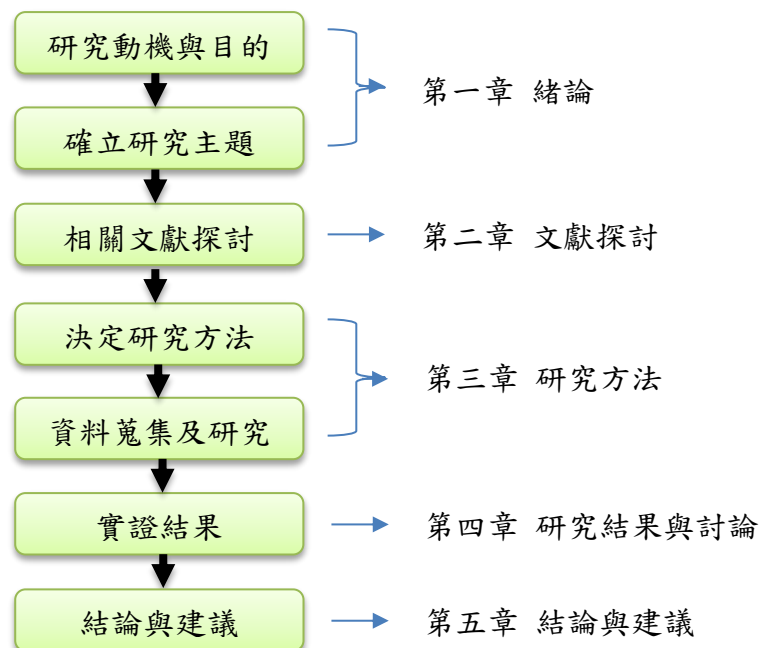 研究動機與目的
第一章 緒論
確立研究主題
相關文獻探討
第二章 文獻探討
決定研究方法
第三章 研究方法
資料蒐集及研究
實證結果
第四章 研究結果與討論
結論與建議
第五章 結論與建議